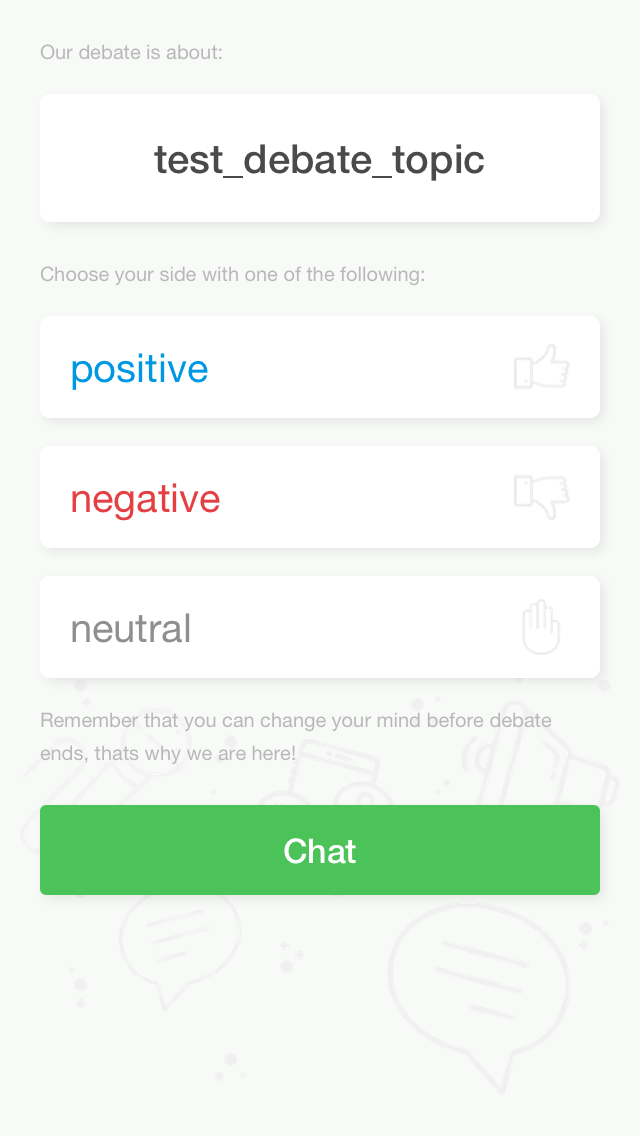 Our debate is about:
test_debate_topic
Choose your side with one of the following:
positive
negative
neutral
Remember that you can change your mind before debate
ends, thats why we are here!
Chat